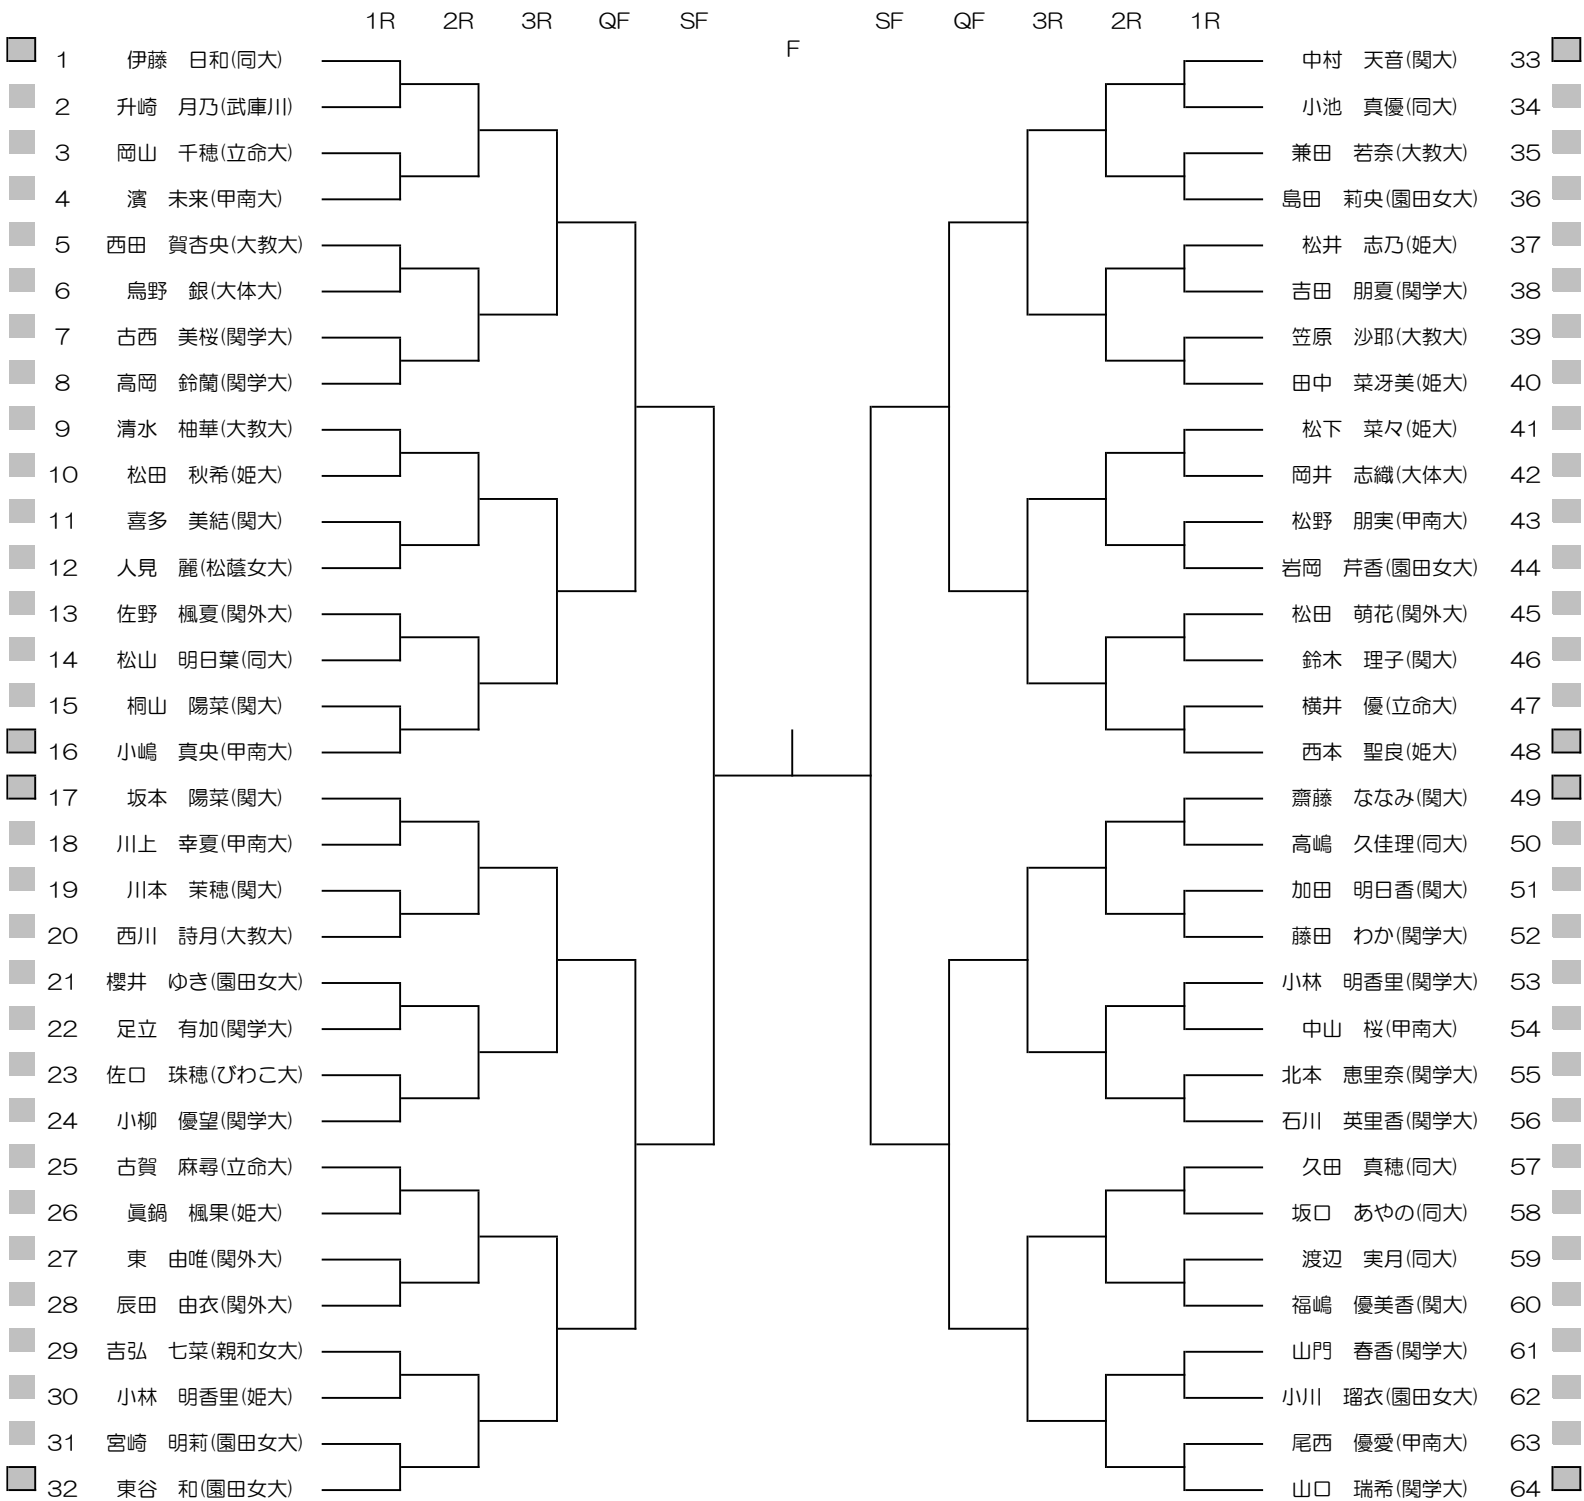 1R 2R 3R QF SF F SF QF 3R 2R 1R
1 伊藤 日和(同大) 中村 天音(関大) 33
2 升崎 月乃(武庫川) 小池 真優(同大) 34
3 岡山 千穂(立命大) 兼田 若奈(大教大) 35
4 濱 未来(甲南大) 島田 莉央(園田女大) 36
5 西田 賀杏央(大教大) 松井 志乃(姫大) 37
6 烏野 銀(大体大) 吉田 朋夏(関学大) 38
7 古西 美桜(関学大) 笠原 沙耶(大教大) 39
8 高岡 鈴蘭(関学大) 田中 菜冴美(姫大) 40
9 清水 柚華(大教大) 松下 菜々(姫大) 41
10 松田 秋希(姫大) 岡井 志織(大体大) 42
11 喜多 美結(関大) 松野 朋実(甲南大) 43
12 人見 麗(松蔭女大) 岩岡 芹香(園田女大) 44
13 佐野 楓夏(関外大) 松田 萌花(関外大) 45
14 松山 明日葉(同大) 鈴木 理子(関大) 46
15 桐山 陽菜(関大) 横井 優(立命大) 47
16 小嶋 真央(甲南大) 西本 聖良(姫大) 48
17 坂本 陽菜(関大) 齋藤 ななみ(関大) 49
18 川上 幸夏(甲南大) 高嶋 久佳理(同大) 50
19 川本 茉穂(関大) 加田 明日香(関大) 51
20 西川 詩月(大教大) 藤田 わか(関学大) 52
21 櫻井 ゆき(園田女大) 小林 明香里(関学大) 53
22 足立 有加(関学大) 中山 桜(甲南大) 54
23 佐口 珠穂(びわこ大) 北本 恵里奈(関学大) 55
24 小柳 優望(関学大) 石川 英里香(関学大) 56
25 古賀 麻尋(立命大) 久田 真穂(同大) 57
26 眞鍋 楓果(姫大) 坂口 あやの(同大) 58
27 東 由唯(関外大) 渡辺 実月(同大) 59
28 辰田 由衣(関外大) 福嶋 優美香(関大) 60
29 吉弘 七菜(親和女大) 山門 春香(関学大) 61
30 小林 明香里(姫大) 小川 瑠衣(園田女大) 62
31 宮崎 明莉(園田女大) 尾西 優愛(甲南大) 63
32 東谷 和(園田女大) 山口 瑞希(関学大) 64